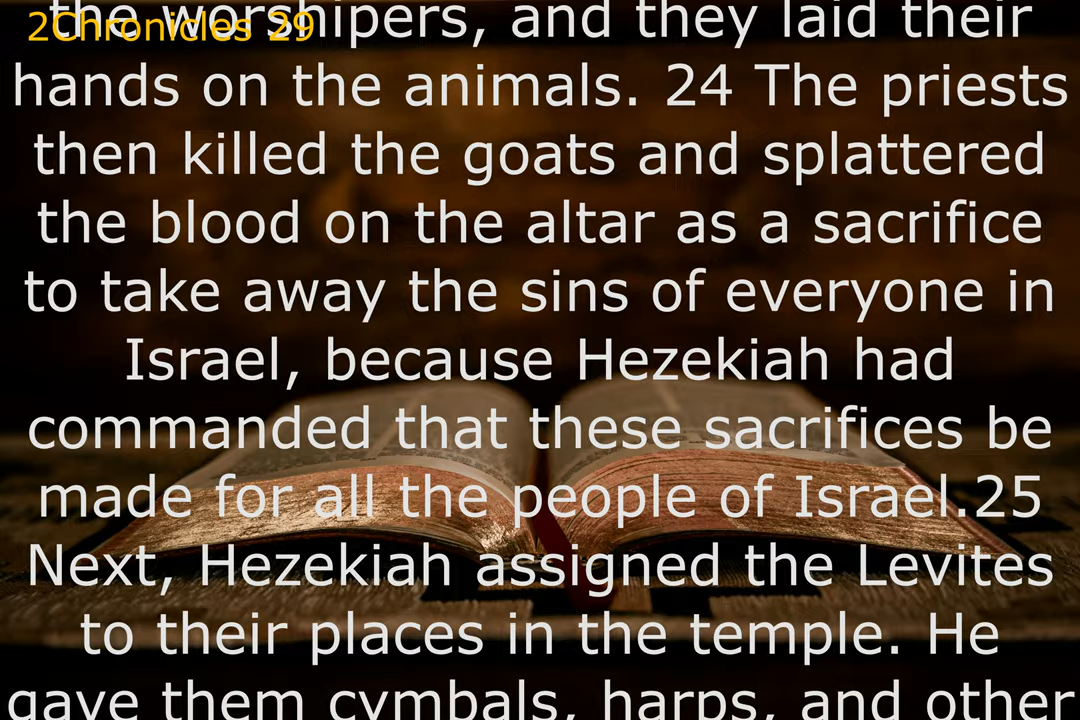 2Chronicles 29
the worshipers, and they laid their
hands on the animals. 24 The priests
then killed the goats and splattered
the blood on the altar as a sacrifice
to take away the sins of everyone in
Israel, because Hezekiah had
commanded that these sacrifices be
made for all the people of Israel.25
Next, Hezekiah assigned the Levites
to their places in the temple. He
gave them cymbals, harps, and other